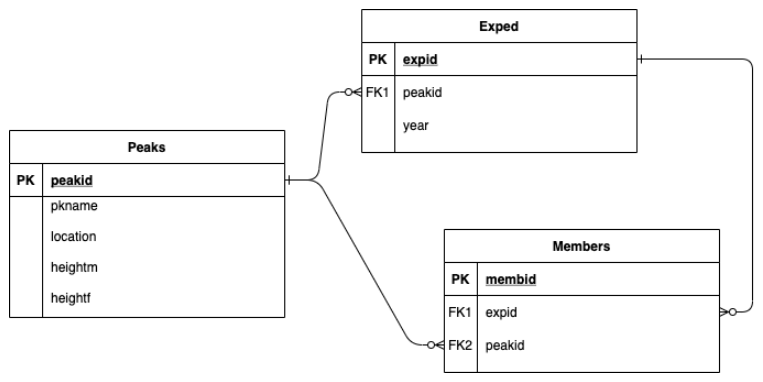 Exped
PK expid
FK1 peakid
year
Peaks
PK peakid
pkname
location
heightm
heightf
Members
PK membid
FK1 expid
FK2 peakid